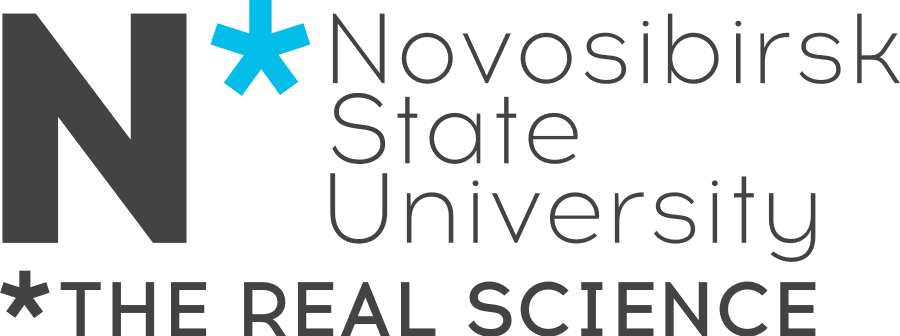 N*
Novosibirsk
State
University
*THE REAL SCIENCE